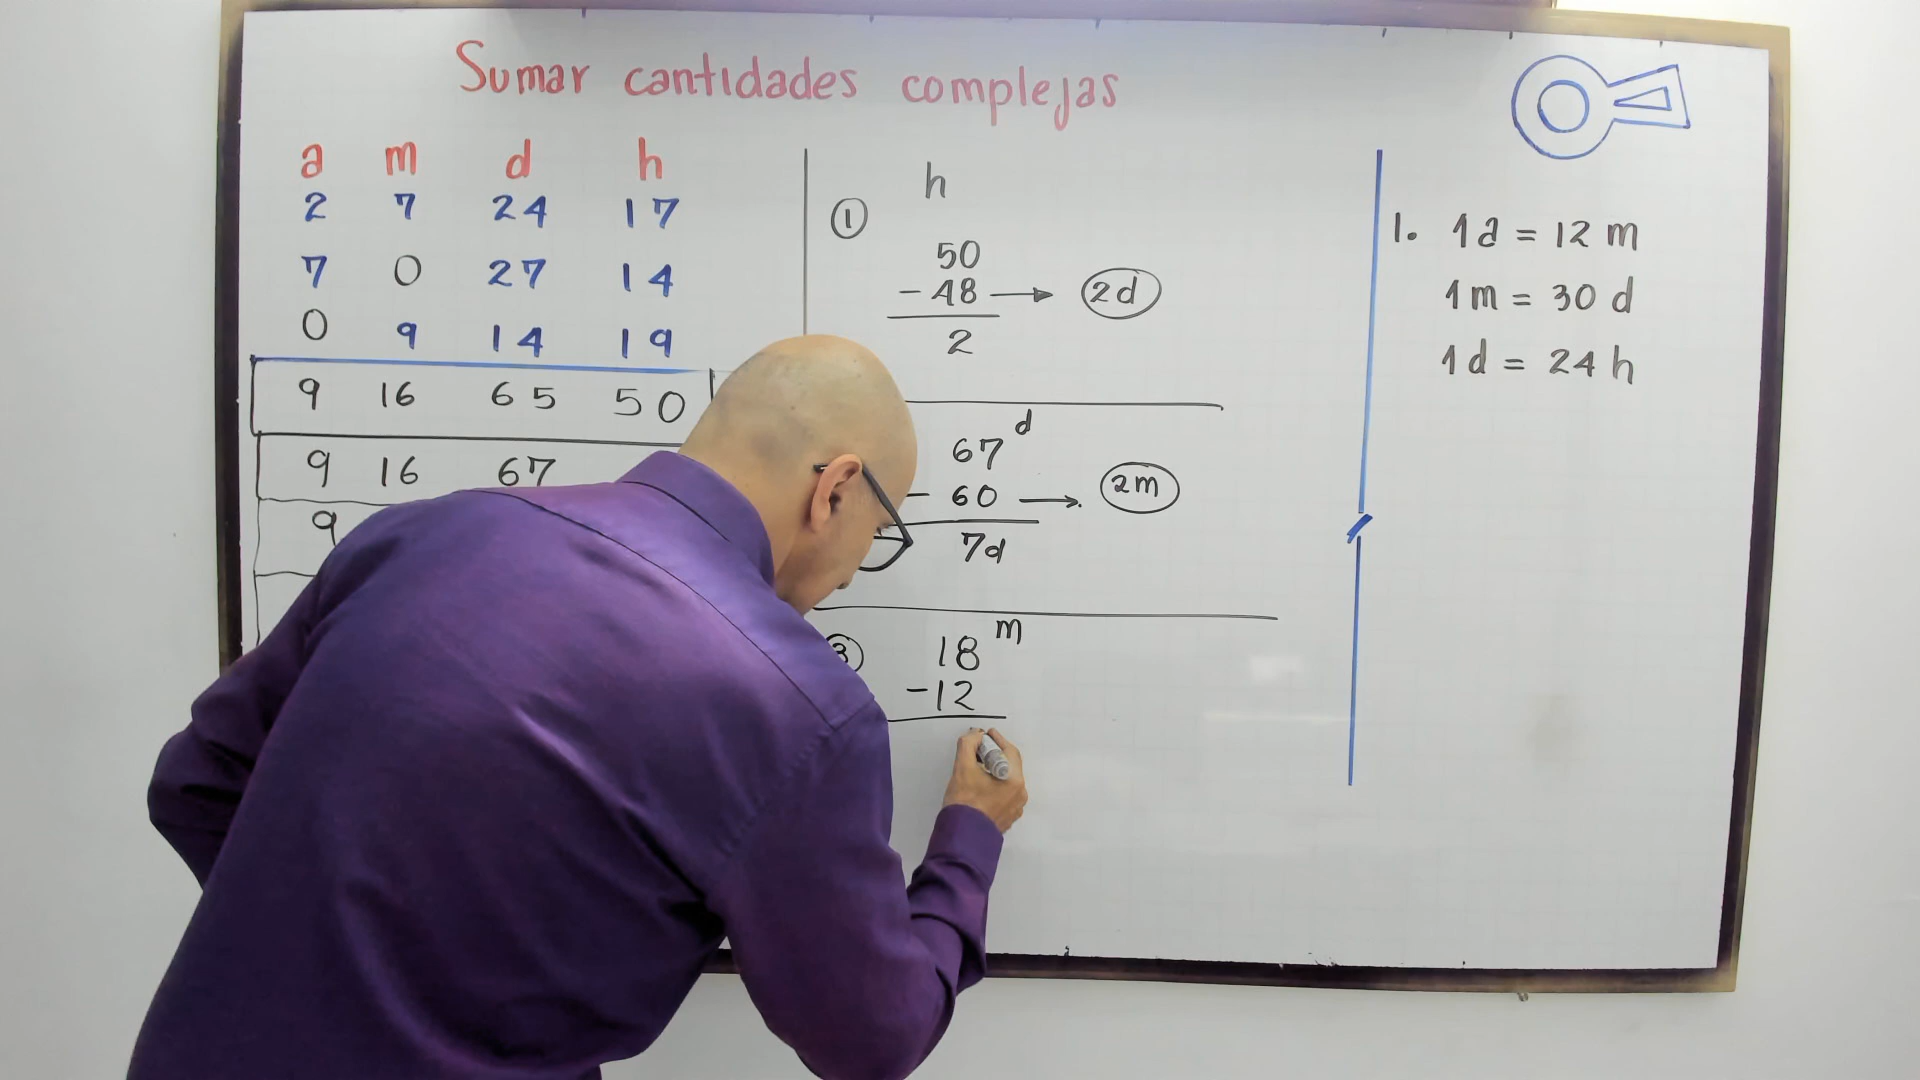 Sumar cantidades complejas
a m d h
2 7 24 17
7 0 27 14
0 9 14 19
9 16 65 50
9 16 67
9
h
1
50
-48 → 2d
2
d
67
- 60 → 2m
7d
3
m
18
-12
1. 1a = 12 m
1m = 30 d
1d = 24 h